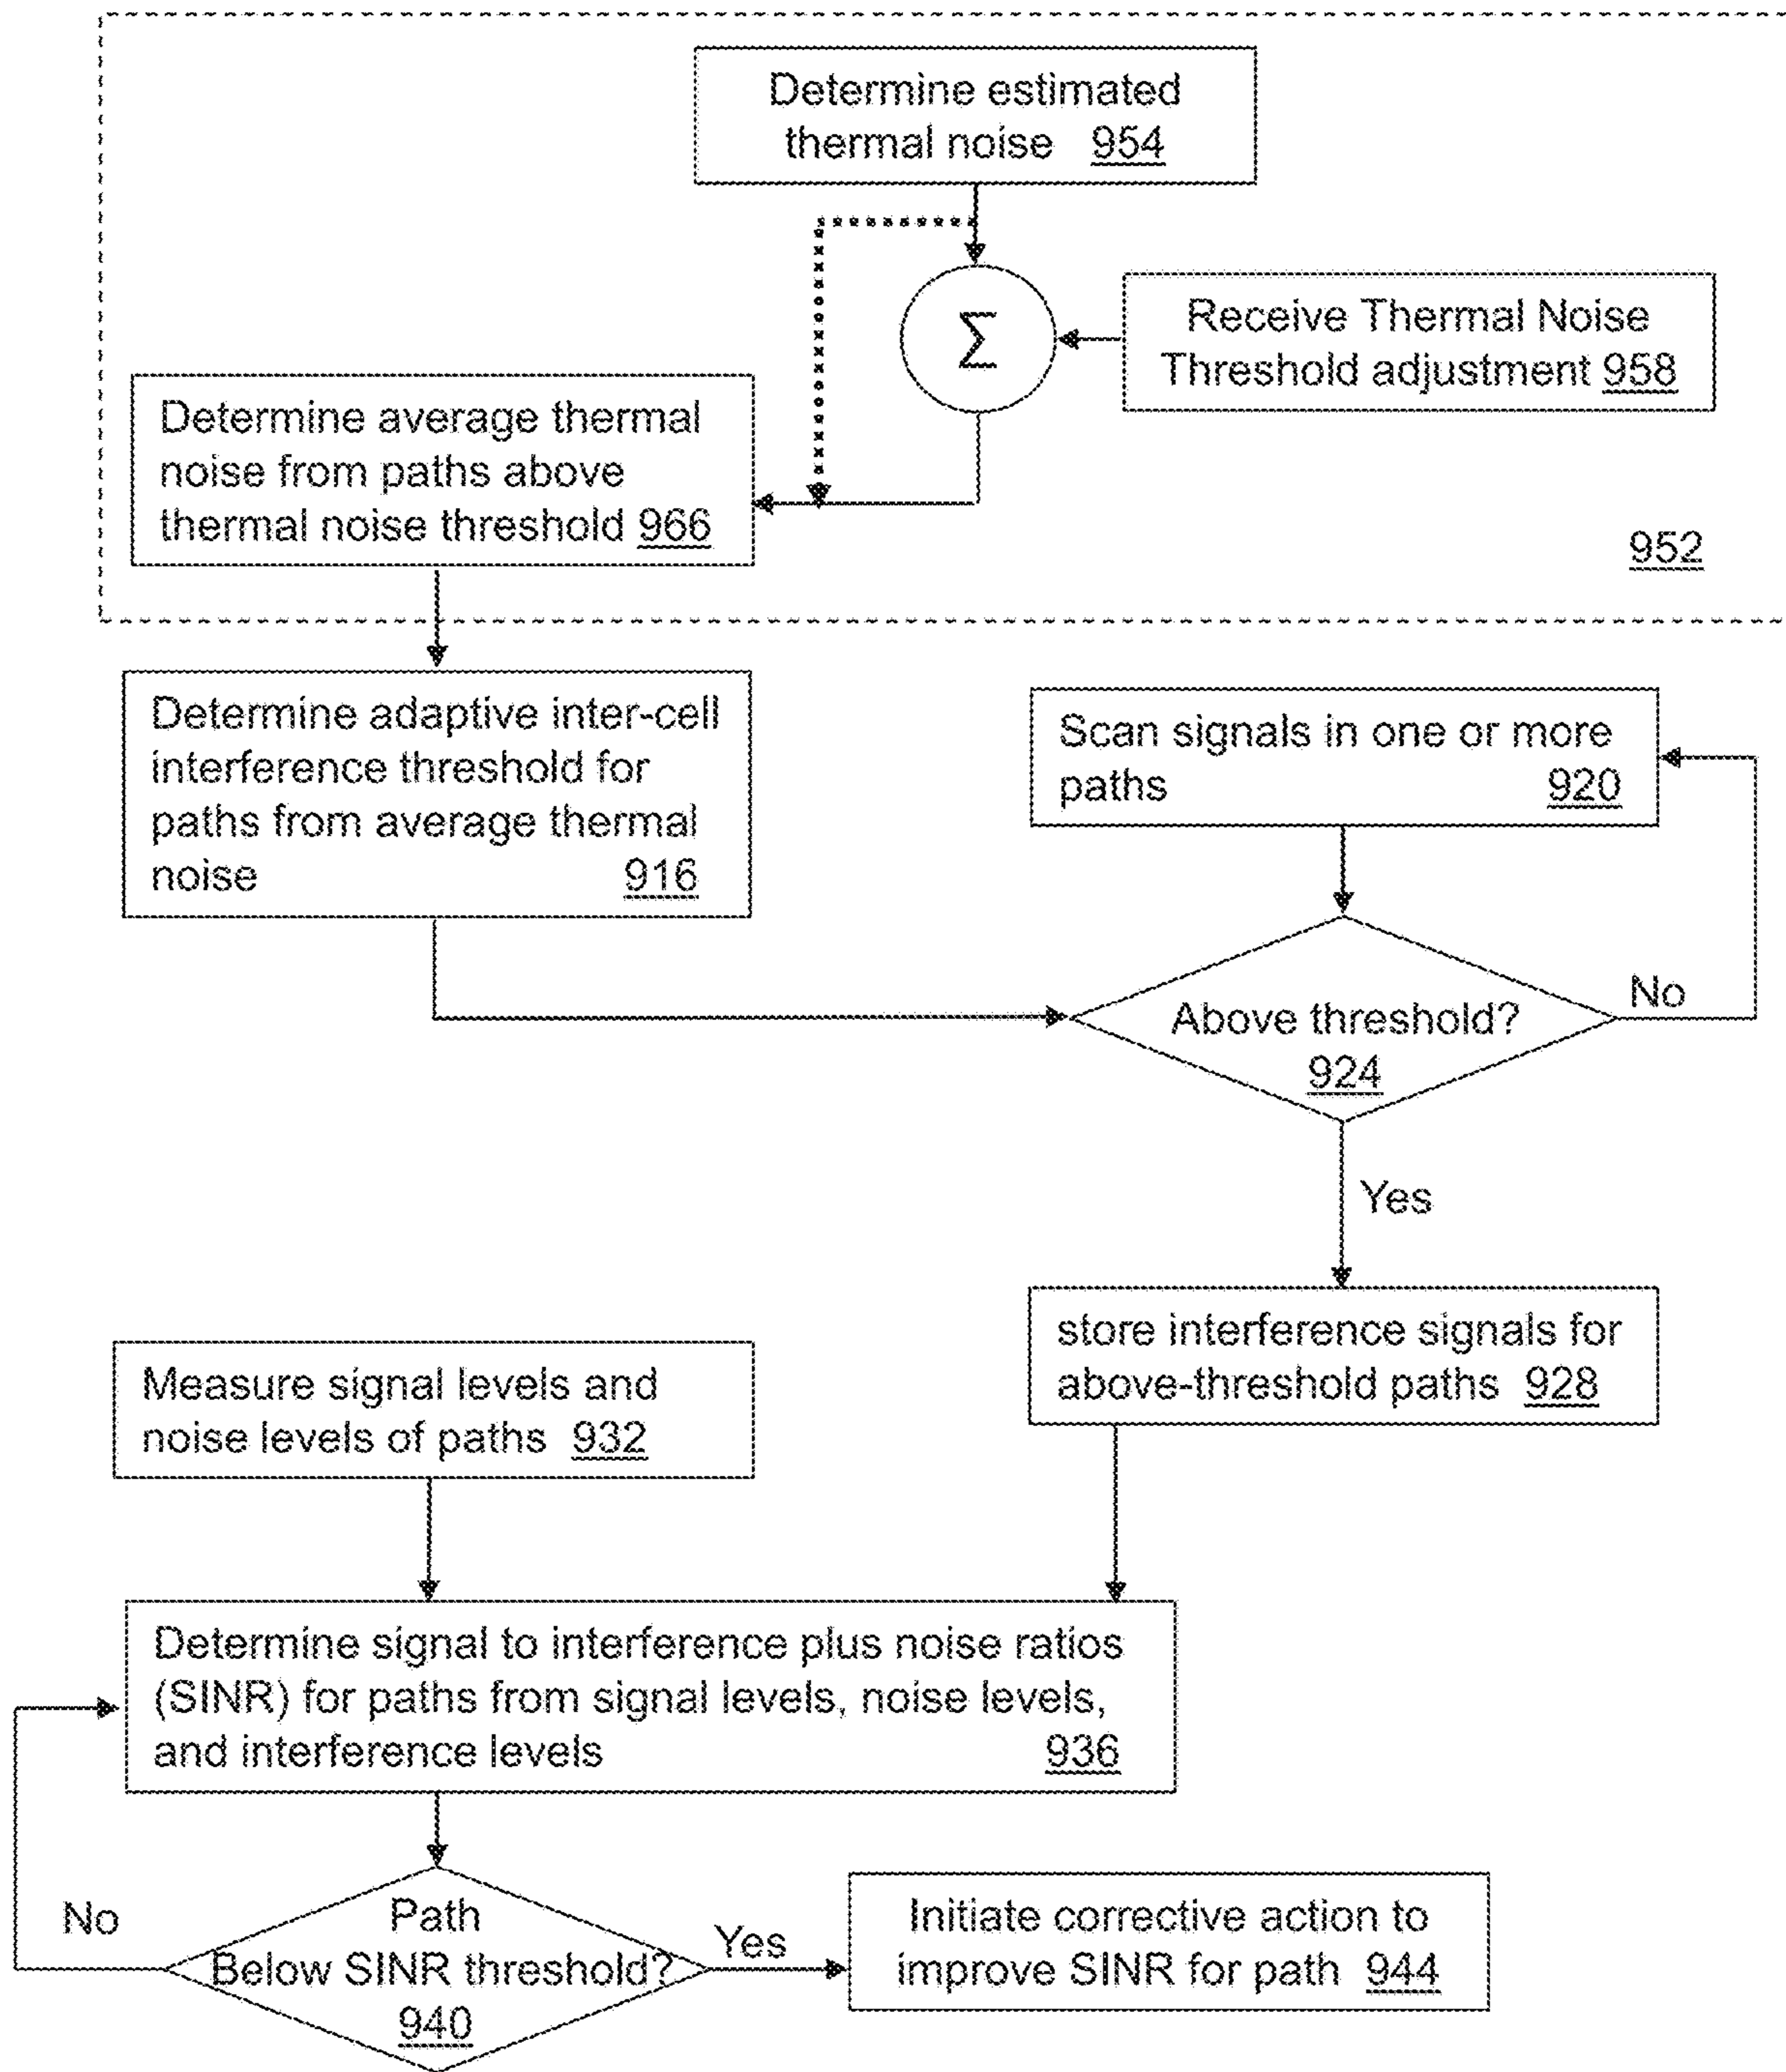 Determine estimated
thermal noise 954
Σ
Receive Thermal Noise
Threshold adjustment 958
Determine average thermal
noise from paths above
thermal noise threshold 966
952
Determine adaptive inter-cell
interference threshold for
paths from average thermal
noise 916
Scan signals in one or more
paths 920
Above threshold?
924
No
Yes
store interference signals for
above-threshold paths 928
Measure signal levels and
noise levels of paths 932
Determine signal to interference plus noise ratios
(SINR) for paths from signal levels, noise levels,
and interference levels 936
Path
Below SINR threshold?
940
No
Yes
Initiate corrective action to
improve SINR for path 944